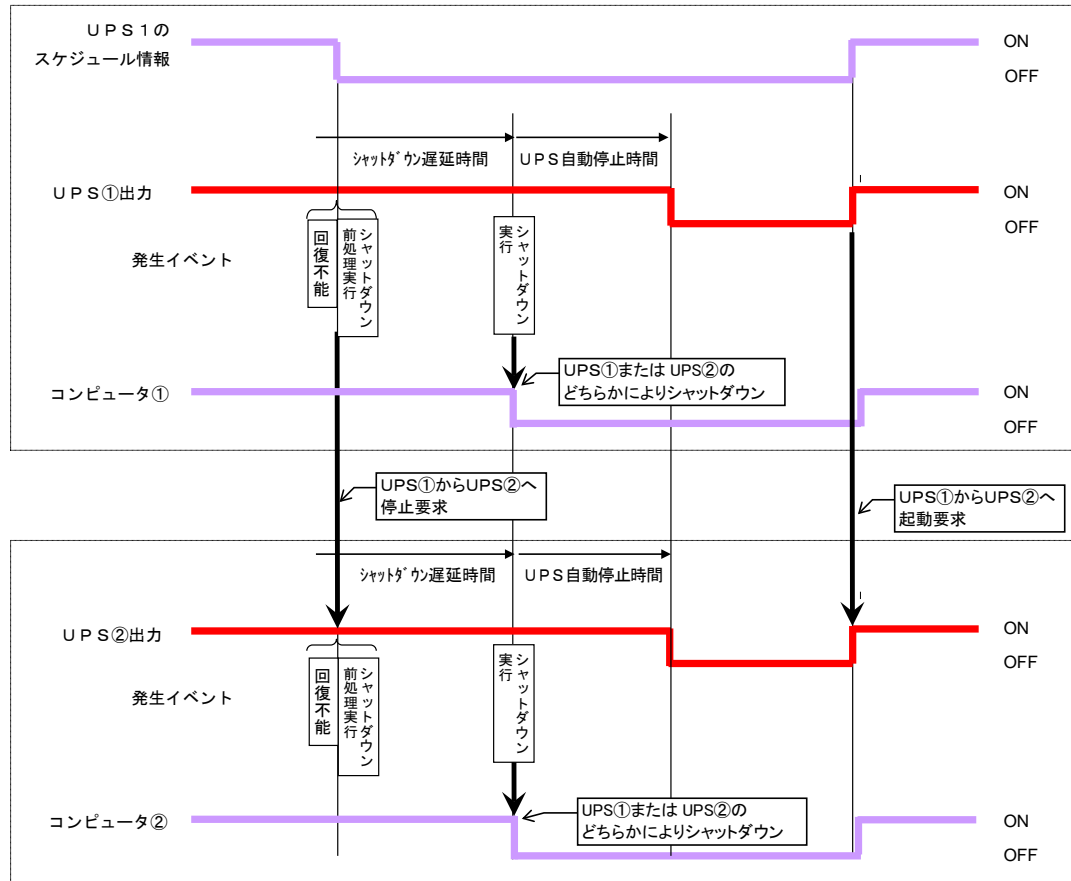 UPS1の
スケジュール情報
ON
OFF
ｼｬｯﾄﾀﾞｳﾝ遅延時間
UPS自動停止時間
UPS①出力
ON
OFF
発生イベント
回復不能
シャットダウン
前処理実行
シャットダウン
実行
UPS①または UPS②の
どちらかによりシャットダウン
コンピュータ①
ON
OFF
UPS①からUPS②へ
停止要求
UPS①からUPS②へ
起動要求
ｼｬｯﾄﾀﾞｳﾝ遅延時間
UPS自動停止時間
UPS②出力
ON
OFF
発生イベント
回復不能
シャットダウン
前処理実行
シャットダウン
実行
UPS①または UPS②の
どちらかによりシャットダウン
コンピュータ②
ON
OFF